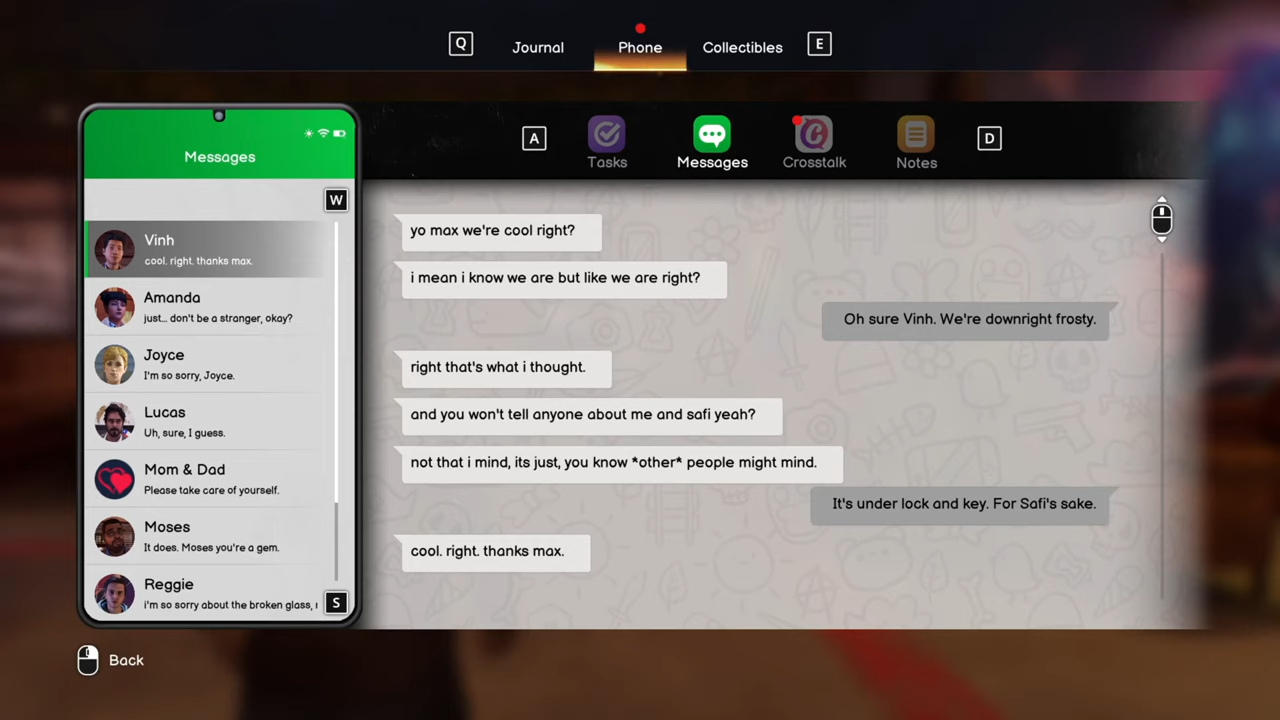 Q Journal Phone Collectibles E
Messages
A Tasks Messages Crosstalk Notes D
W
Vinh
cool. right. thanks max.
Amanda
just... don't be a stranger, okay?
Joyce
I'm so sorry, Joyce.
Lucas
Uh, sure, I guess.
Mom & Dad
Please take care of yourself.
Moses
It does. Moses you're a gem.
Reggie
i'm so sorry about the broken glass,
S
yo max we're cool right?
i mean i know we are but like we are right?
Oh sure Vinh. We're downright frosty.
right that's what i thought.
and you won't tell anyone about me and safi yeah?
not that i mind, its just, you know *other* people might mind.
It's under lock and key. For Safi's sake.
cool. right. thanks max.
Back